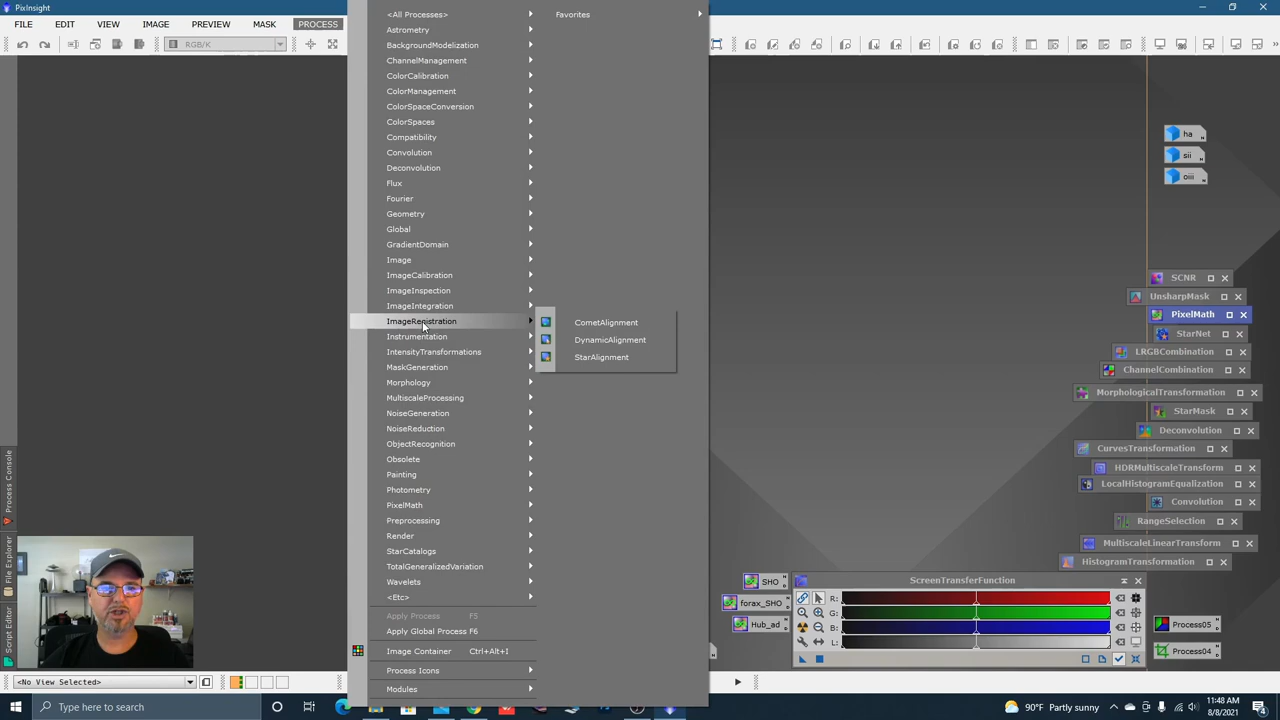 PixInsight
FILE EDIT VIEW IMAGE PREVIEW MASK PROCESS
RGB/K
<All Processes>
Astrometry
BackgroundModelization
ChannelManagement
ColorCalibration
ColorManagement
ColorSpaceConversion
ColorSpaces
Compatibility
Convolution
Deconvolution
Flux
Fourier
Geometry
Global
GradientDomain
Image
ImageCalibration
ImageInspection
ImageIntegration
ImageRegistration
Instrumentation
IntensityTransformations
MaskGeneration
Morphology
MultiscaleProcessing
NoiseGeneration
NoiseReduction
ObjectRecognition
Obsolete
Painting
Photometry
PixelMath
Preprocessing
Render
StarCatalogs
TotalGeneralizedVariation
Wavelets
<Etc>
Apply Process F5
Apply Global Process F6
Image Container Ctrl+Alt+I
Process Icons
Modules
Favorites
CometAlignment
DynamicAlignment
StarAlignment
ha
sii
oiii
SCNR
UnsharpMask
PixelMath
StarNet
LRGBCombination
ChannelCombination
MorphologicalTransformation
StarMask
Deconvolution
CurvesTransformation
HDRMultiscaleTransform
LocalHistogramEqualization
Convolution
RangeSelection
MultiscaleLinearTransform
HistogramTransformation
SHO
forax_SHO
Hub_ad
ScreenTransferFunction
R:
G:
B:
L:
Process05
Process04
Process Console
File Explorer
<No View Selected>
Type here to search
90°F Sunny
11:48 AM
8/8/2021